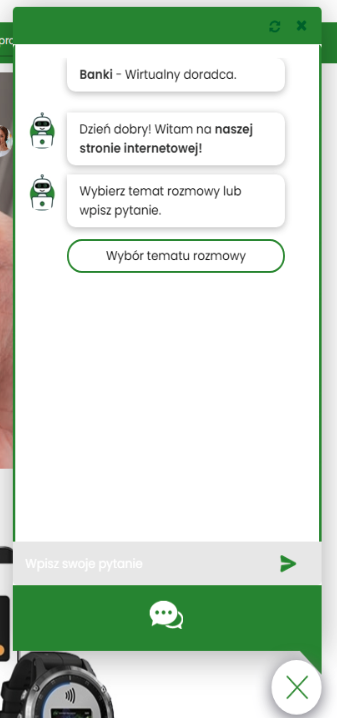 Banki - Wirtualny doradca.
Dzień dobry! Witam na naszej
stronie internetowej!
Wybierz temat rozmowy lub
wpisz pytanie.
Wybór tematu rozmowy
Wpisz swoje pytanie